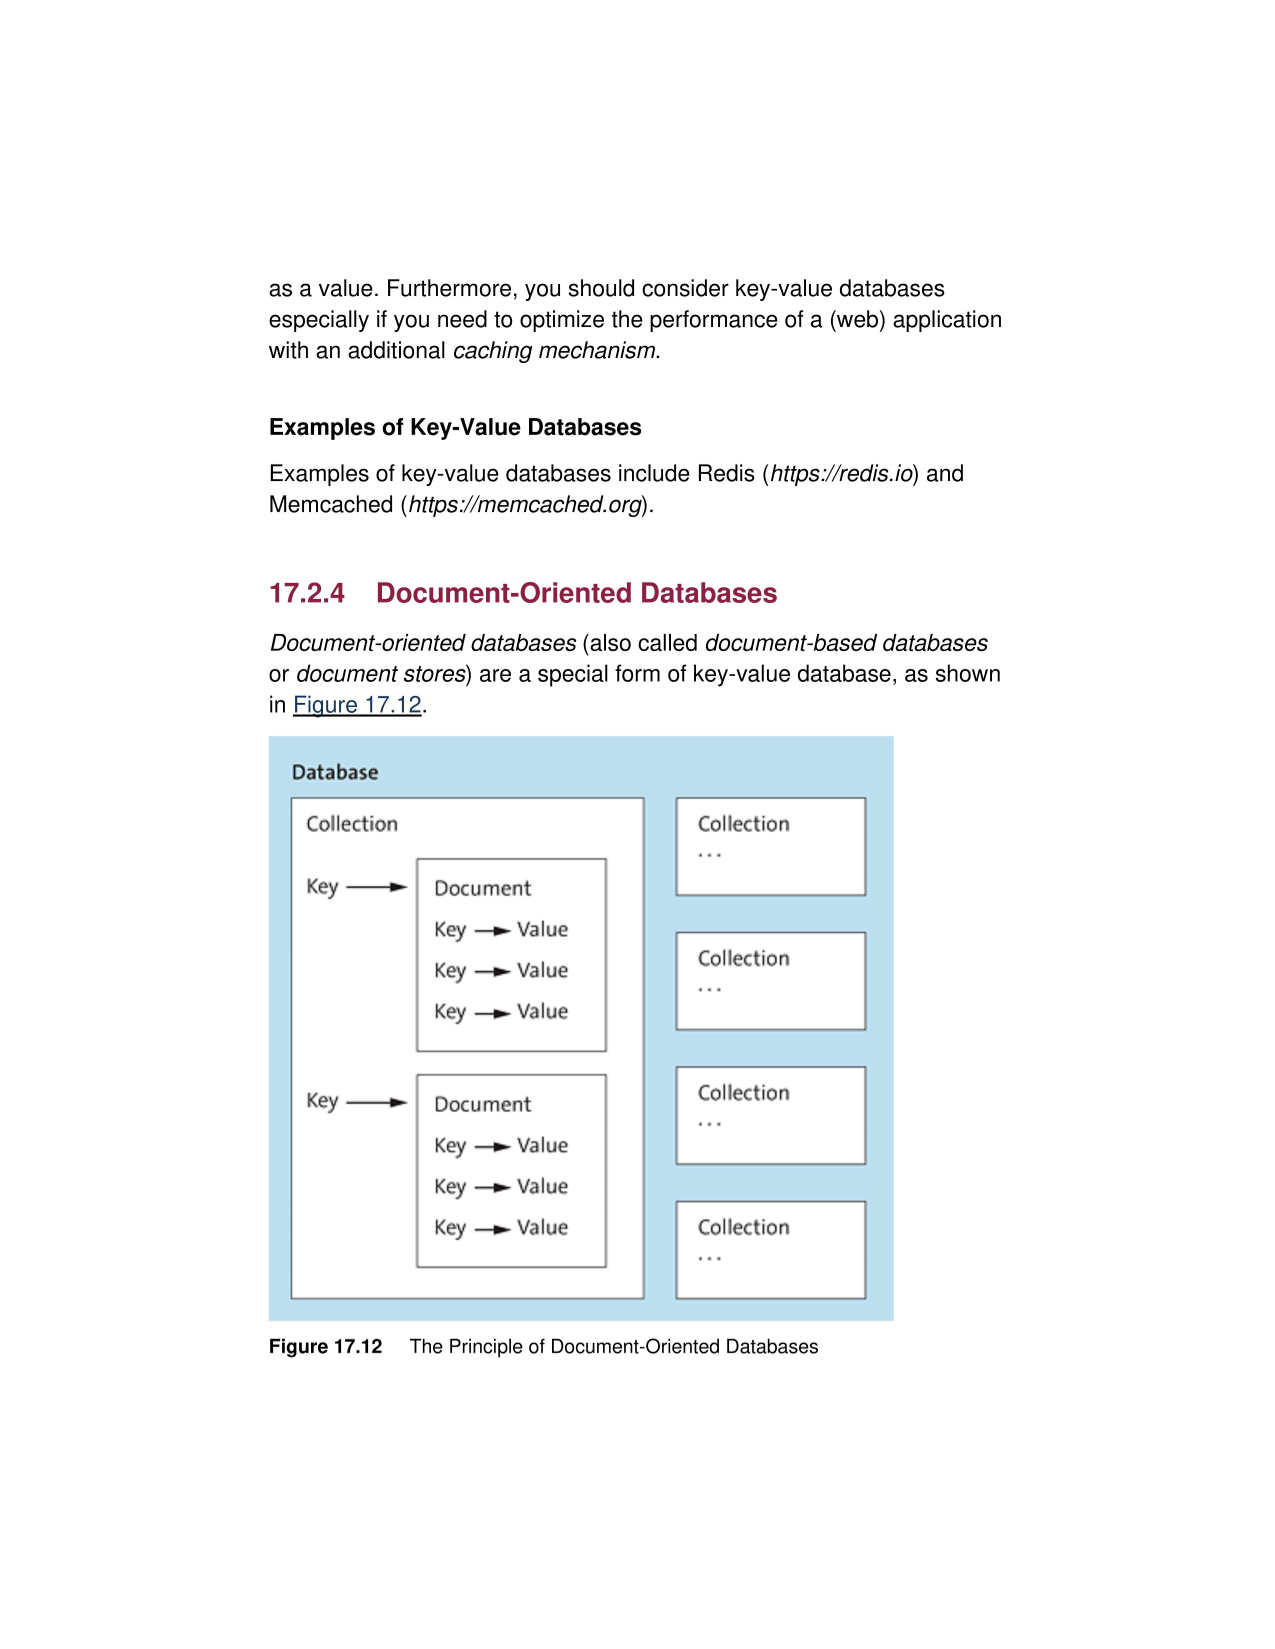 as a value. Furthermore, you should consider key-value databases
especially if you need to optimize the performance of a (web) application
with an additional caching mechanism.
Examples of Key-Value Databases
Examples of key-value databases include Redis (https://redis.io) and
Memcached (https://memcached.org).
17.2.4 Document-Oriented Databases
Document-oriented databases (also called document-based databases
or document stores) are a special form of key-value database, as shown
in Figure 17.12.
Database
Collection
Key
Document
Key Value
Key Value
Key Value
Key
Document
Key Value
Key Value
Key Value
Collection
...
Collection
...
Collection
...
Collection
...
Figure 17.12 The Principle of Document-Oriented Databases